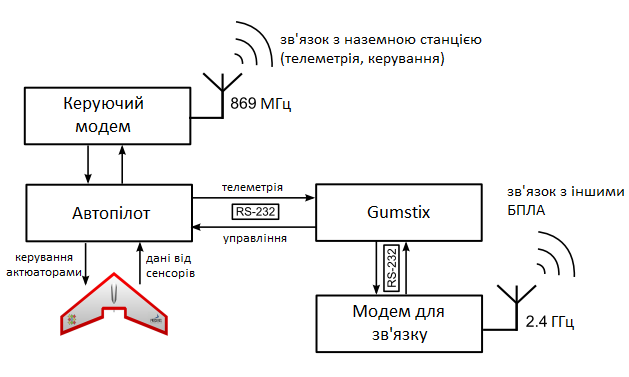 зв'язок з наземною станцією
(телеметрія, керування)
Керуючий
модем
869 МГц
Автопілот
телеметрія
RS-232
управління
Gumstix
зв'язок з іншими
БПЛА
керування
актюаторами
дані від
сенсорів
RS-232
Модем для
зв'язку
2.4 ГГц